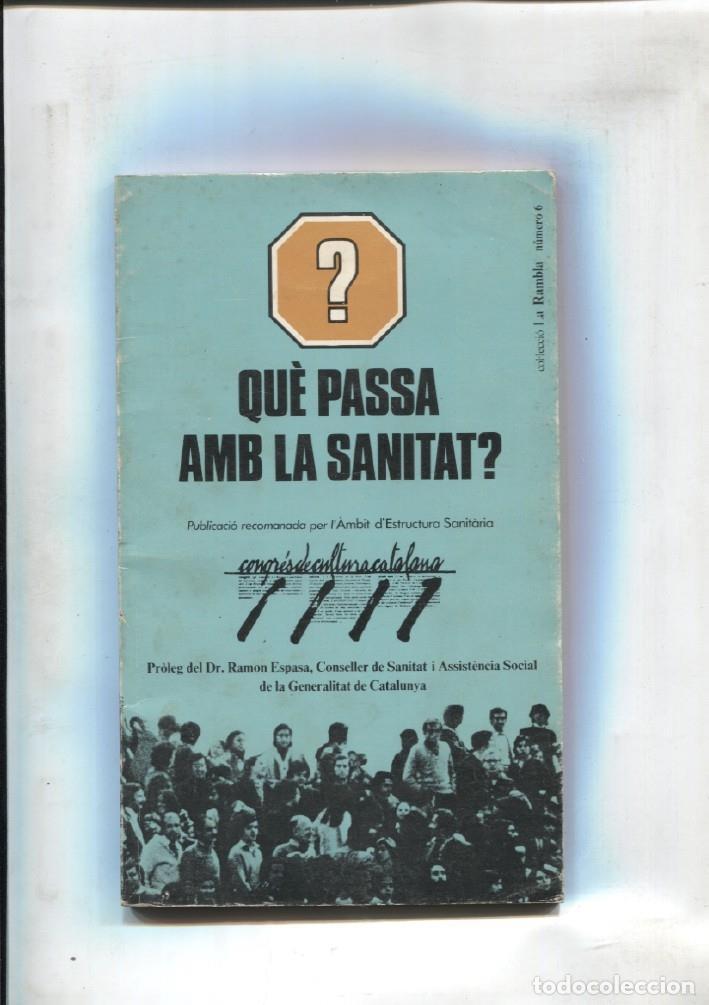 ?
col·lecció La Rambla número 6
QUÈ PASSA
AMB LA SANITAT?
Publicació recomanada per l'Àmbit d'Estructura Sanitària
congrésdeculturacatalana
Pròleg del Dr. Ramon Espasa, Conseller de Sanitat i Assistència Social
de la Generalitat de Catalunya
todocoleccion